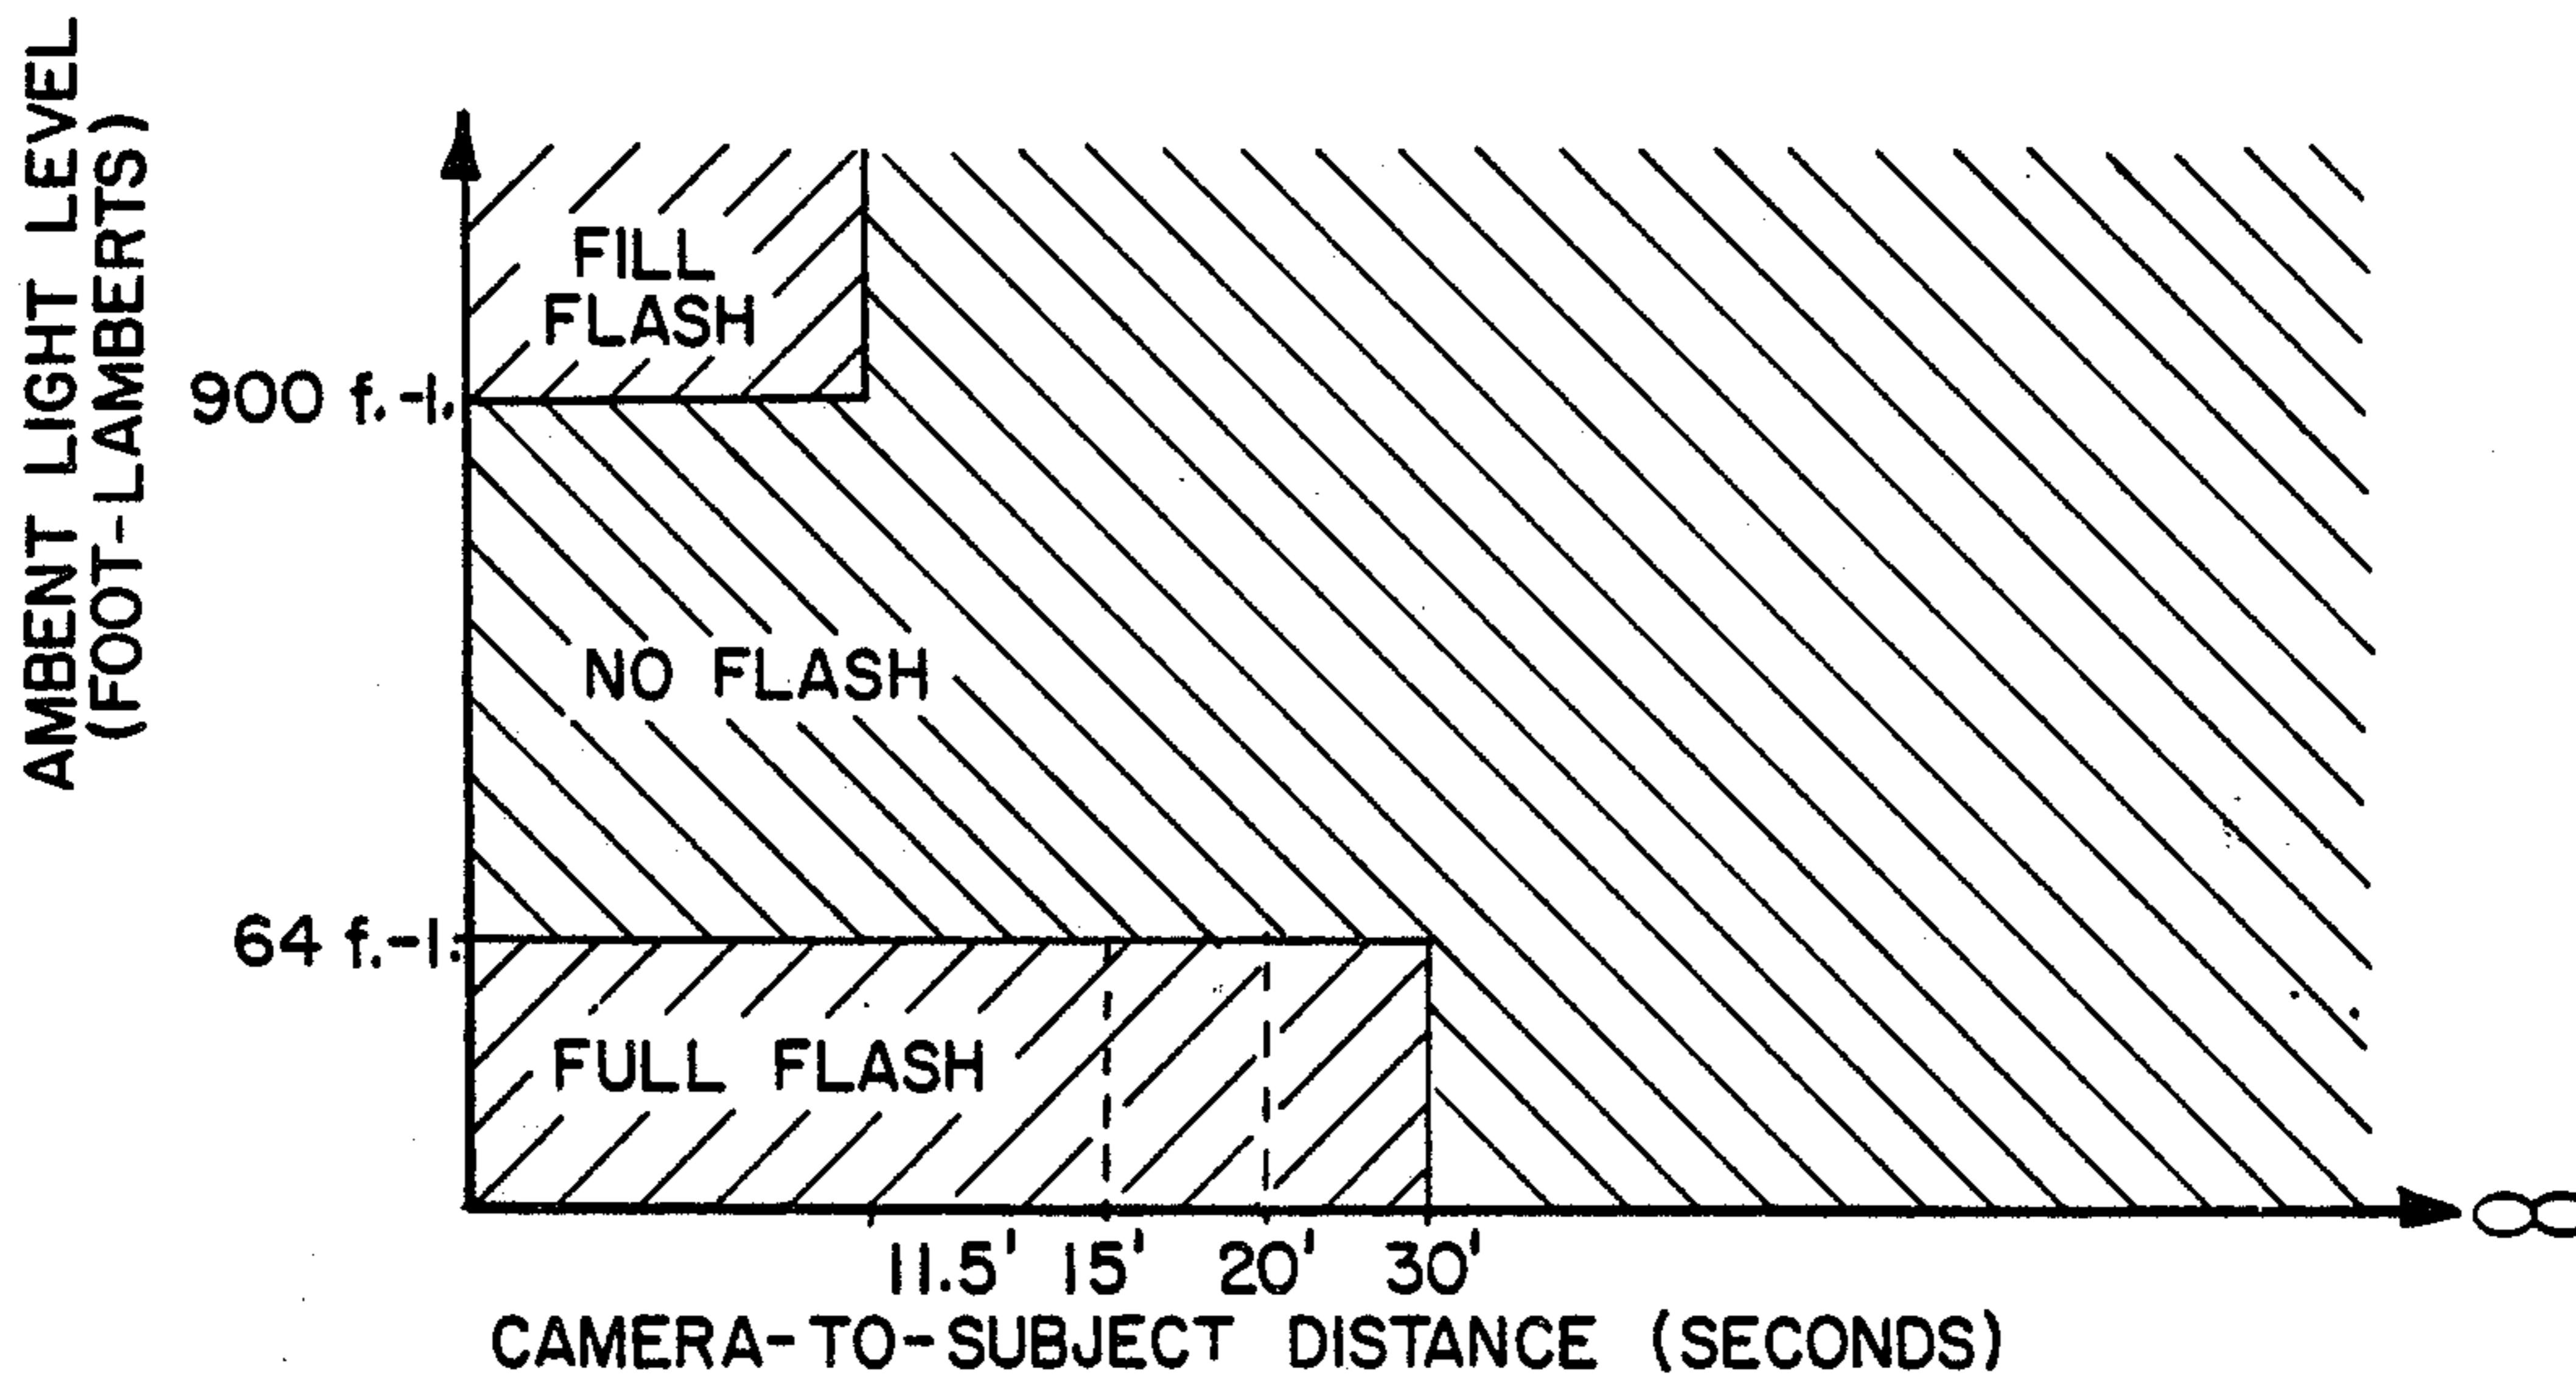 AMBENT LIGHT LEVEL
(FOOT-LAMBERTS)
FILL
FLASH
900 f.-l.
NO FLASH
64 f.-l.
FULL FLASH
∞
11.5' 15' 20' 30'
CAMERA-TO-SUBJECT DISTANCE (SECONDS)